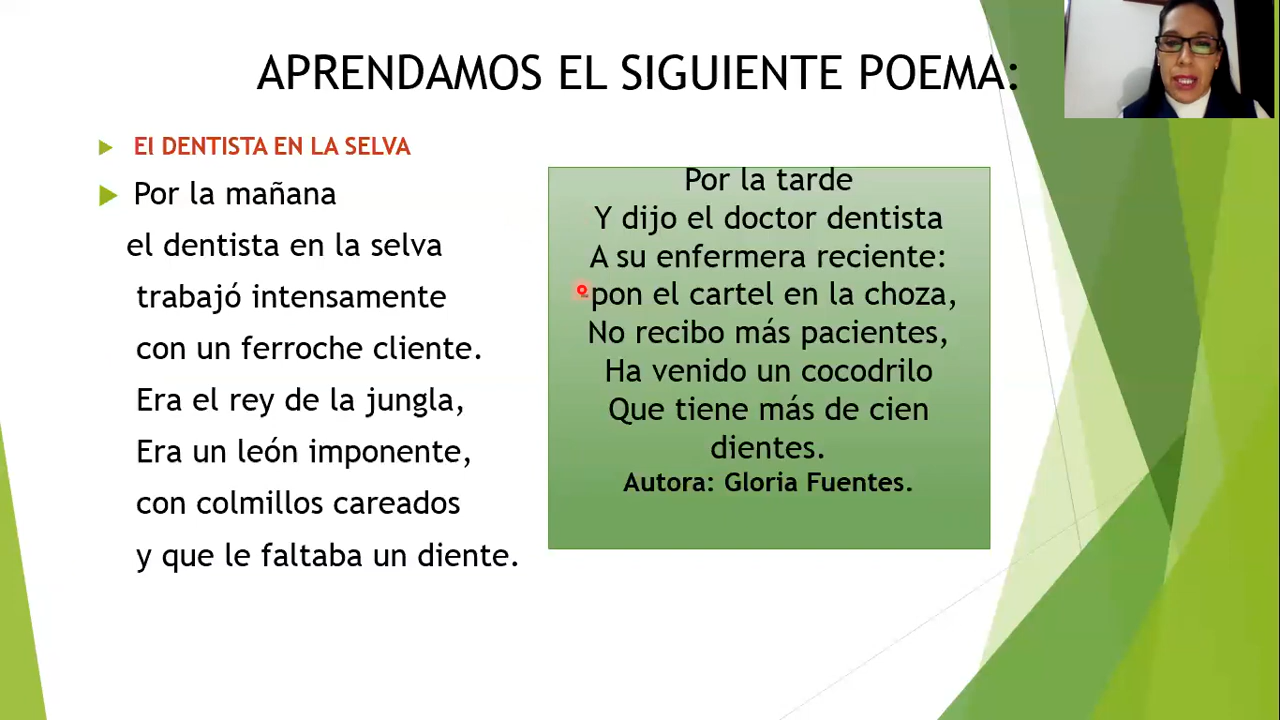 APRENDAMOS EL SIGUIENTE POEMA:
El DENTISTA EN LA SELVA
Por la mañana
el dentista en la selva
trabajó intensamente
con un ferroche cliente.
Era el rey de la jungla,
Era un león imponente,
con colmillos careados
y que le faltaba un diente.
Por la tarde
Y dijo el doctor dentista
A su enfermera reciente:
-pon el cartel en la choza,
No recibo más pacientes,
Ha venido un cocodrilo
Que tiene más de cien
dientes.
Autora: Gloria Fuentes.